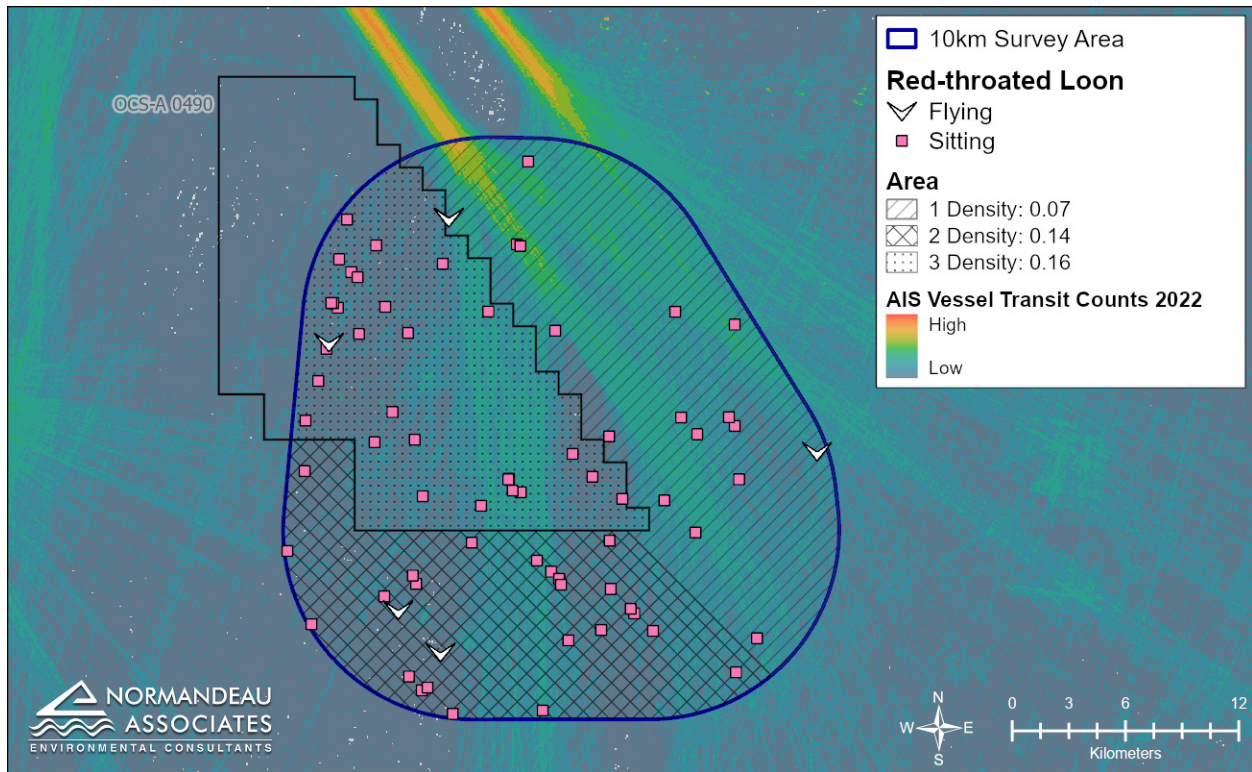 OCS-A 0490
10km Survey Area
Red-throated Loon
Flying
Sitting
Area
1 Density: 0.07
2 Density: 0.14
3 Density: 0.16
AIS Vessel Transit Counts 2022
High
Low
NORMANDEAU
ASSOCIATES
ENVIRONMENTAL CONSULTANTS
N
W E
S
0 3 6 12
Kilometers